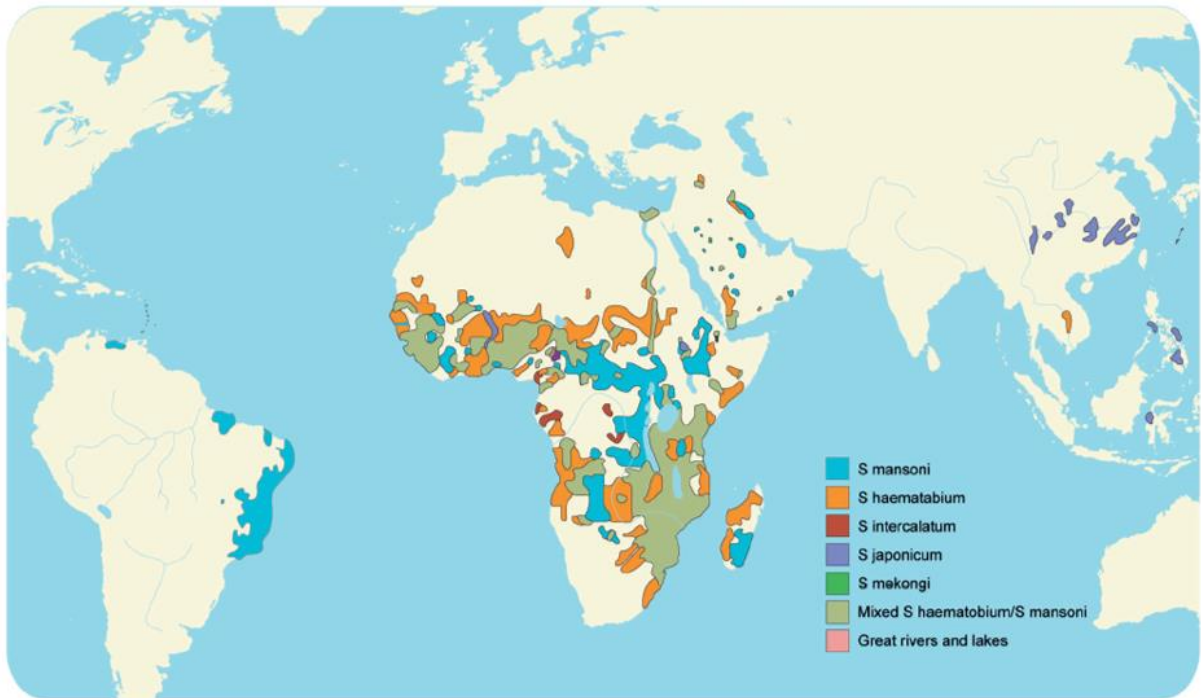 S mansoni
S haematabium
S intercalatum
S japonicum
S mekongi
Mixed S haematobium/S mansoni
Great rivers and lakes